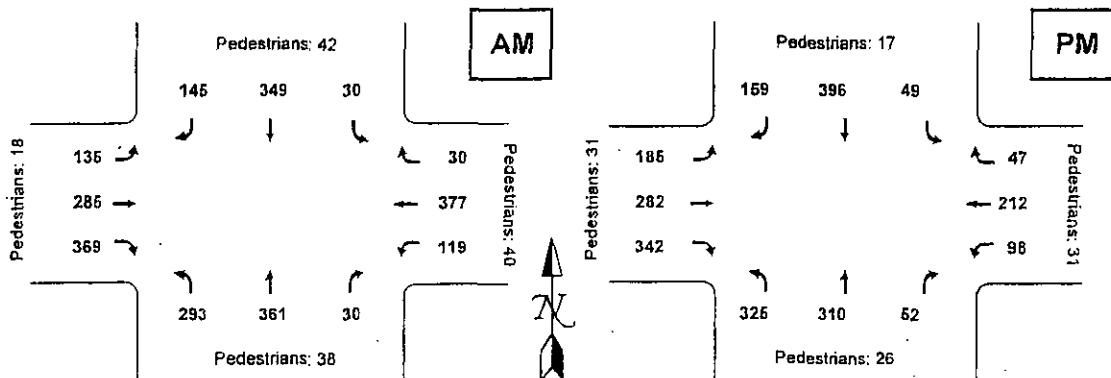 AM
Pedestrians: 42
145 349 30
Pedestrians: 18
135
285
369
30
377
119
Pedestrians: 40
293 361 30
Pedestrians: 38
N
PM
Pedestrians: 17
159 396 49
Pedestrians: 31
185
282
342
47
212
98
Pedestrians: 31
325 310 52
Pedestrians: 26